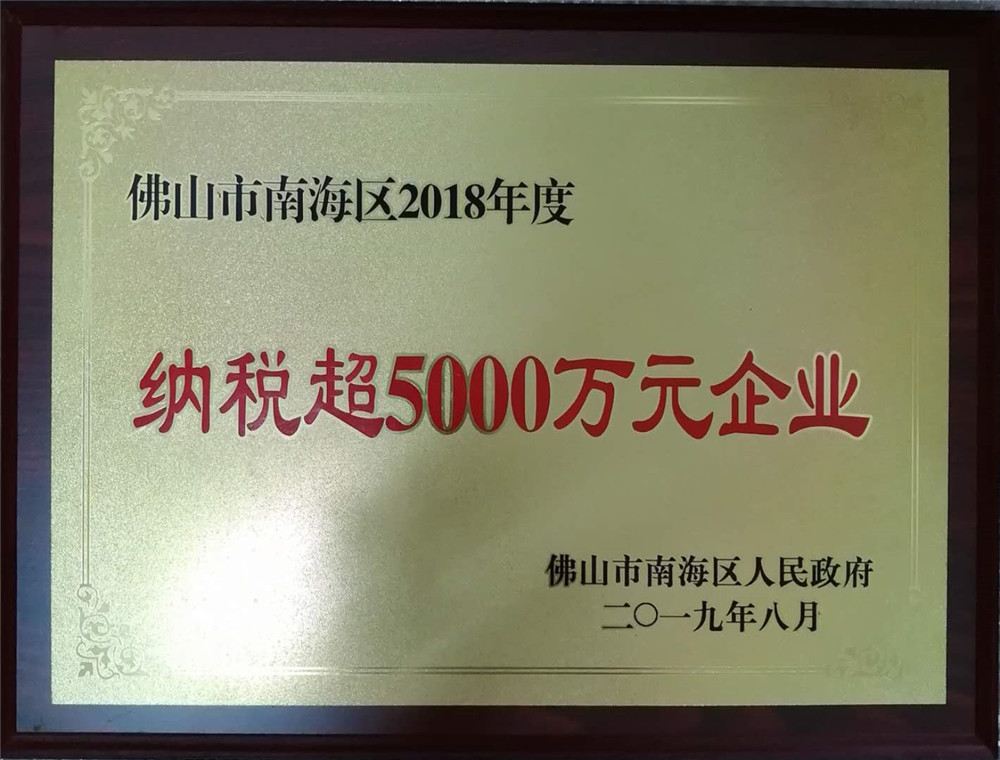 佛山市南海区2018年度
纳税超5000万元企业
佛山市南海区人民政府
二〇一九年八月